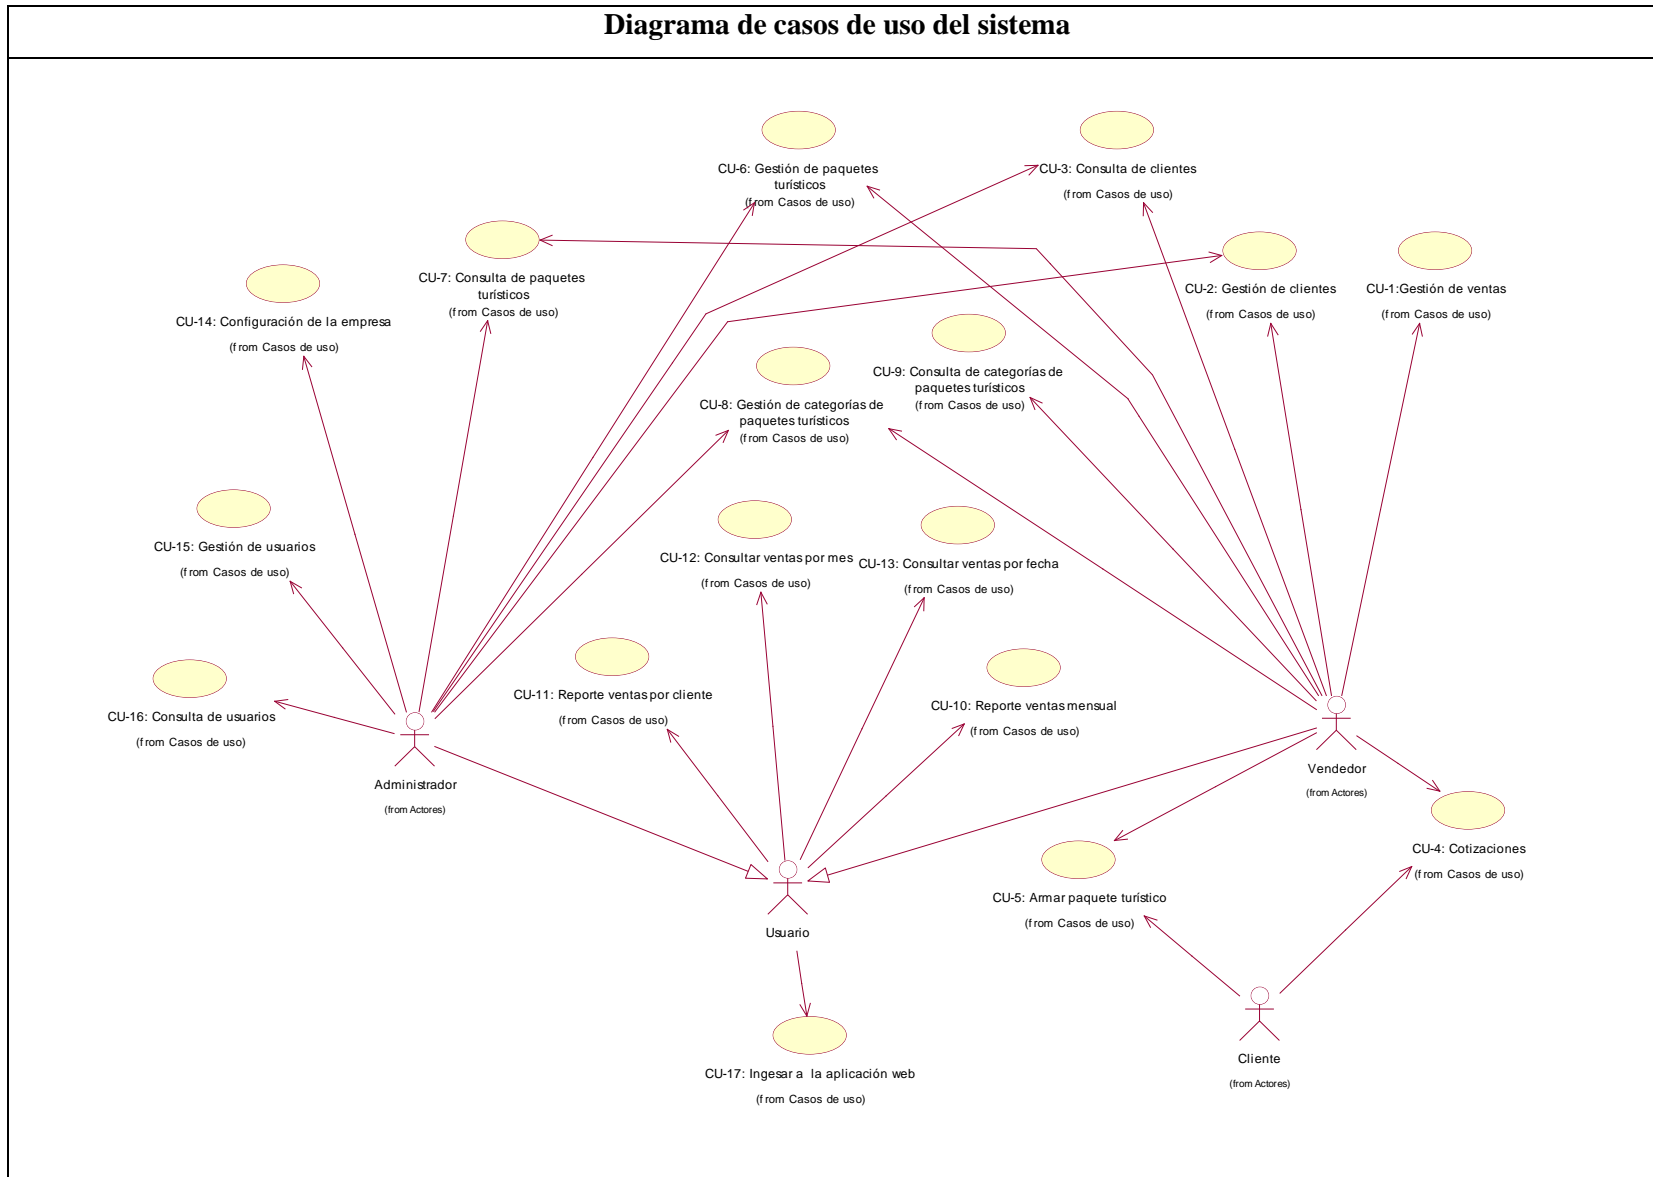 Diagrama de casos de uso del sistema
CU-6: Gestión de paquetes
turísticos
(from Casos de uso)
CU-3: Consulta de clientes
(from Casos de uso)
CU-7: Consulta de paquetes
turísticos
(from Casos de uso)
CU-2: Gestión de clientes
(from Casos de uso)
CU-1:Gestión de ventas
(from Casos de uso)
CU-14: Configuración de la empresa
(from Casos de uso)
CU-9: Consulta de categorías de
paquetes turísticos
(from Casos de uso)
CU-8: Gestión de categorías de
paquetes turísticos
(from Casos de uso)
CU-15: Gestión de usuarios
(from Casos de uso)
CU-12: Consultar ventas por mes
(from Casos de uso)
CU-13: Consultar ventas por fecha
(from Casos de uso)
CU-11: Reporte ventas por cliente
(from Casos de uso)
CU-10: Reporte ventas mensual
(from Casos de uso)
CU-16: Consulta de usuarios
(from Casos de uso)
Administrador
(from Actores)
Vendedor
(from Actores)
CU-4: Cotizaciones
(from Casos de uso)
CU-5: Armar paquete turístico
(from Casos de uso)
Usuario
Cliente
(from Actores)
CU-17: Ingesar a la aplicación web
(from Casos de uso)